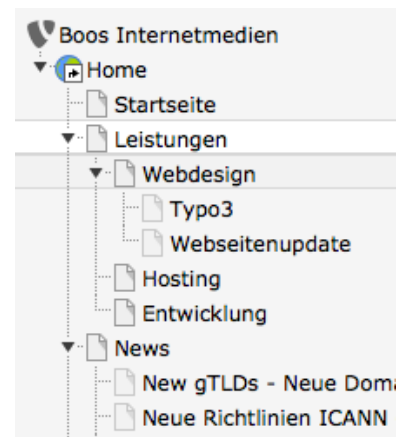 Boos Internetmedien
Home
Startseite
Leistungen
Webdesign
Typo3
Webseitenupdate
Hosting
Entwicklung
News
New gTLDs - Neue Doma
Neue Richtlinien ICANN